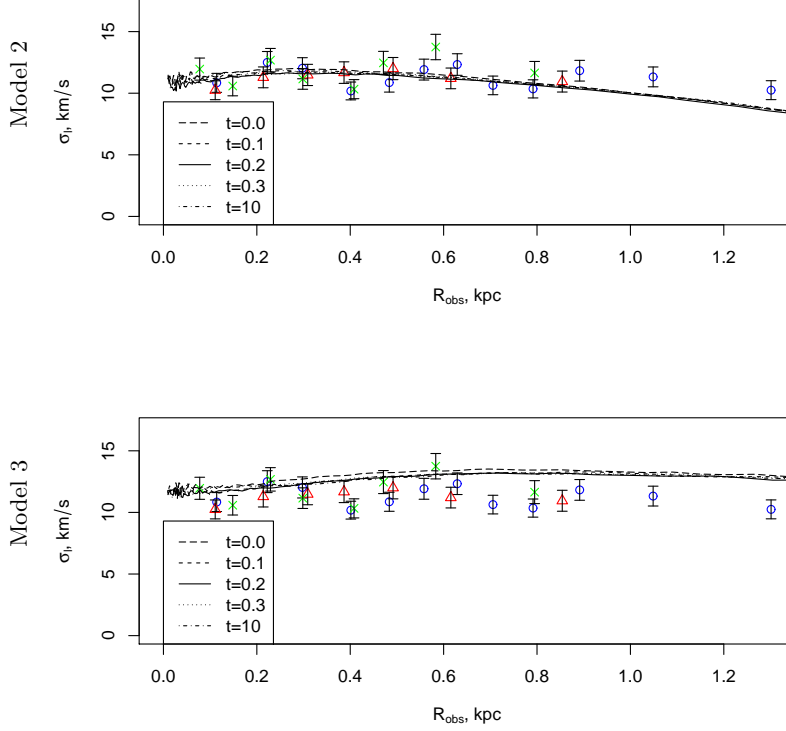 Model 2
σl, km/s
15
10
5
0
t=0.0
t=0.1
t=0.2
t=0.3
t=10
0.0 0.2 0.4 0.6 0.8 1.0 1.2
Robs, kpc
Model 3
σl, km/s
15
10
5
0
t=0.0
t=0.1
t=0.2
t=0.3
t=10
0.0 0.2 0.4 0.6 0.8 1.0 1.2
Robs, kpc